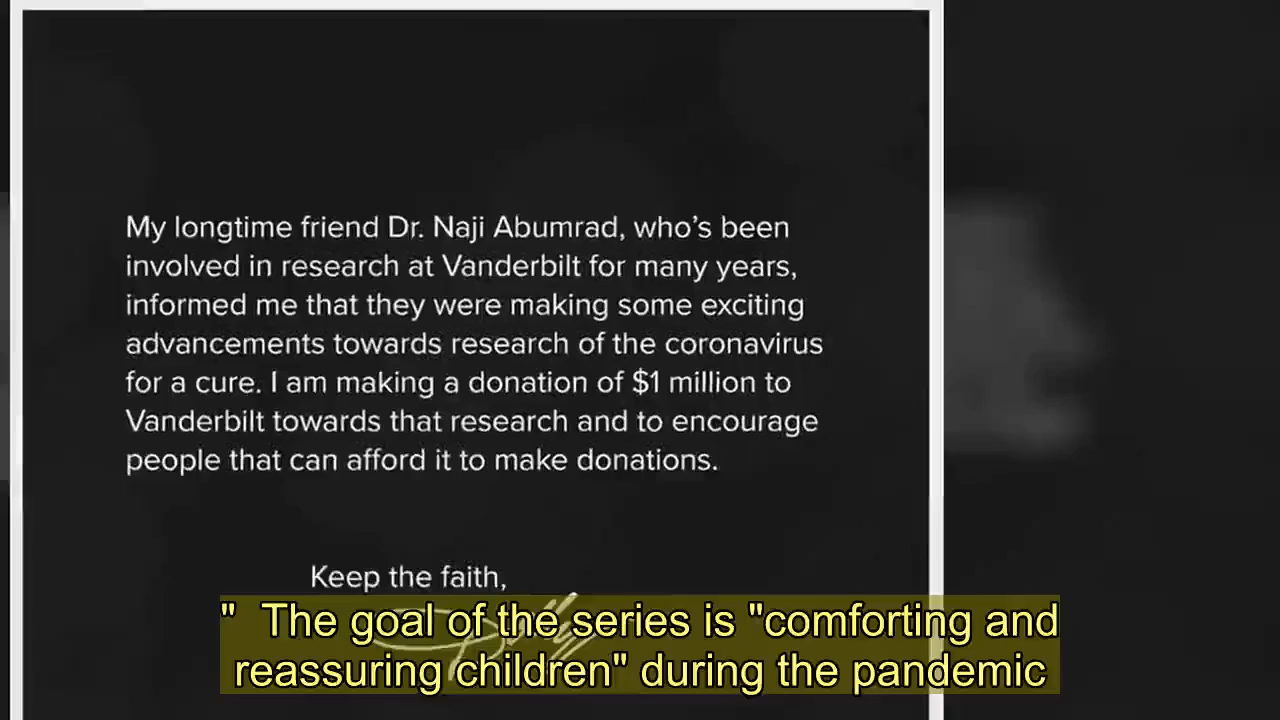 My longtime friend Dr. Naji Abumrad, who’s been
involved in research at Vanderbilt for many years,
informed me that they were making some exciting
advancements towards research of the coronavirus
for a cure. I am making a donation of $1 million to
Vanderbilt towards that research and to encourage
people that can afford it to make donations.
Keep the faith,
"  The goal of the series is "comforting and
reassuring children" during the pandemic